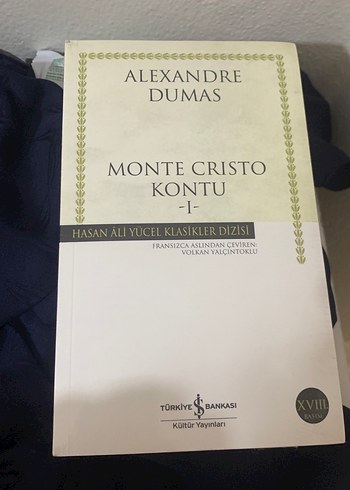 ALEXANDRE
DUMAS
MONTE CRISTO
KONTU
-I-
HASAN ÂLİ YÜCEL KLASİKLER DİZİSİ
FRANSIZCA ASLINDAN ÇEVİREN:
VOLKAN YALÇINTOKLU
TÜRKİYE İŞ BANKASI
Kültür Yayınları
XVIII.
BASIM